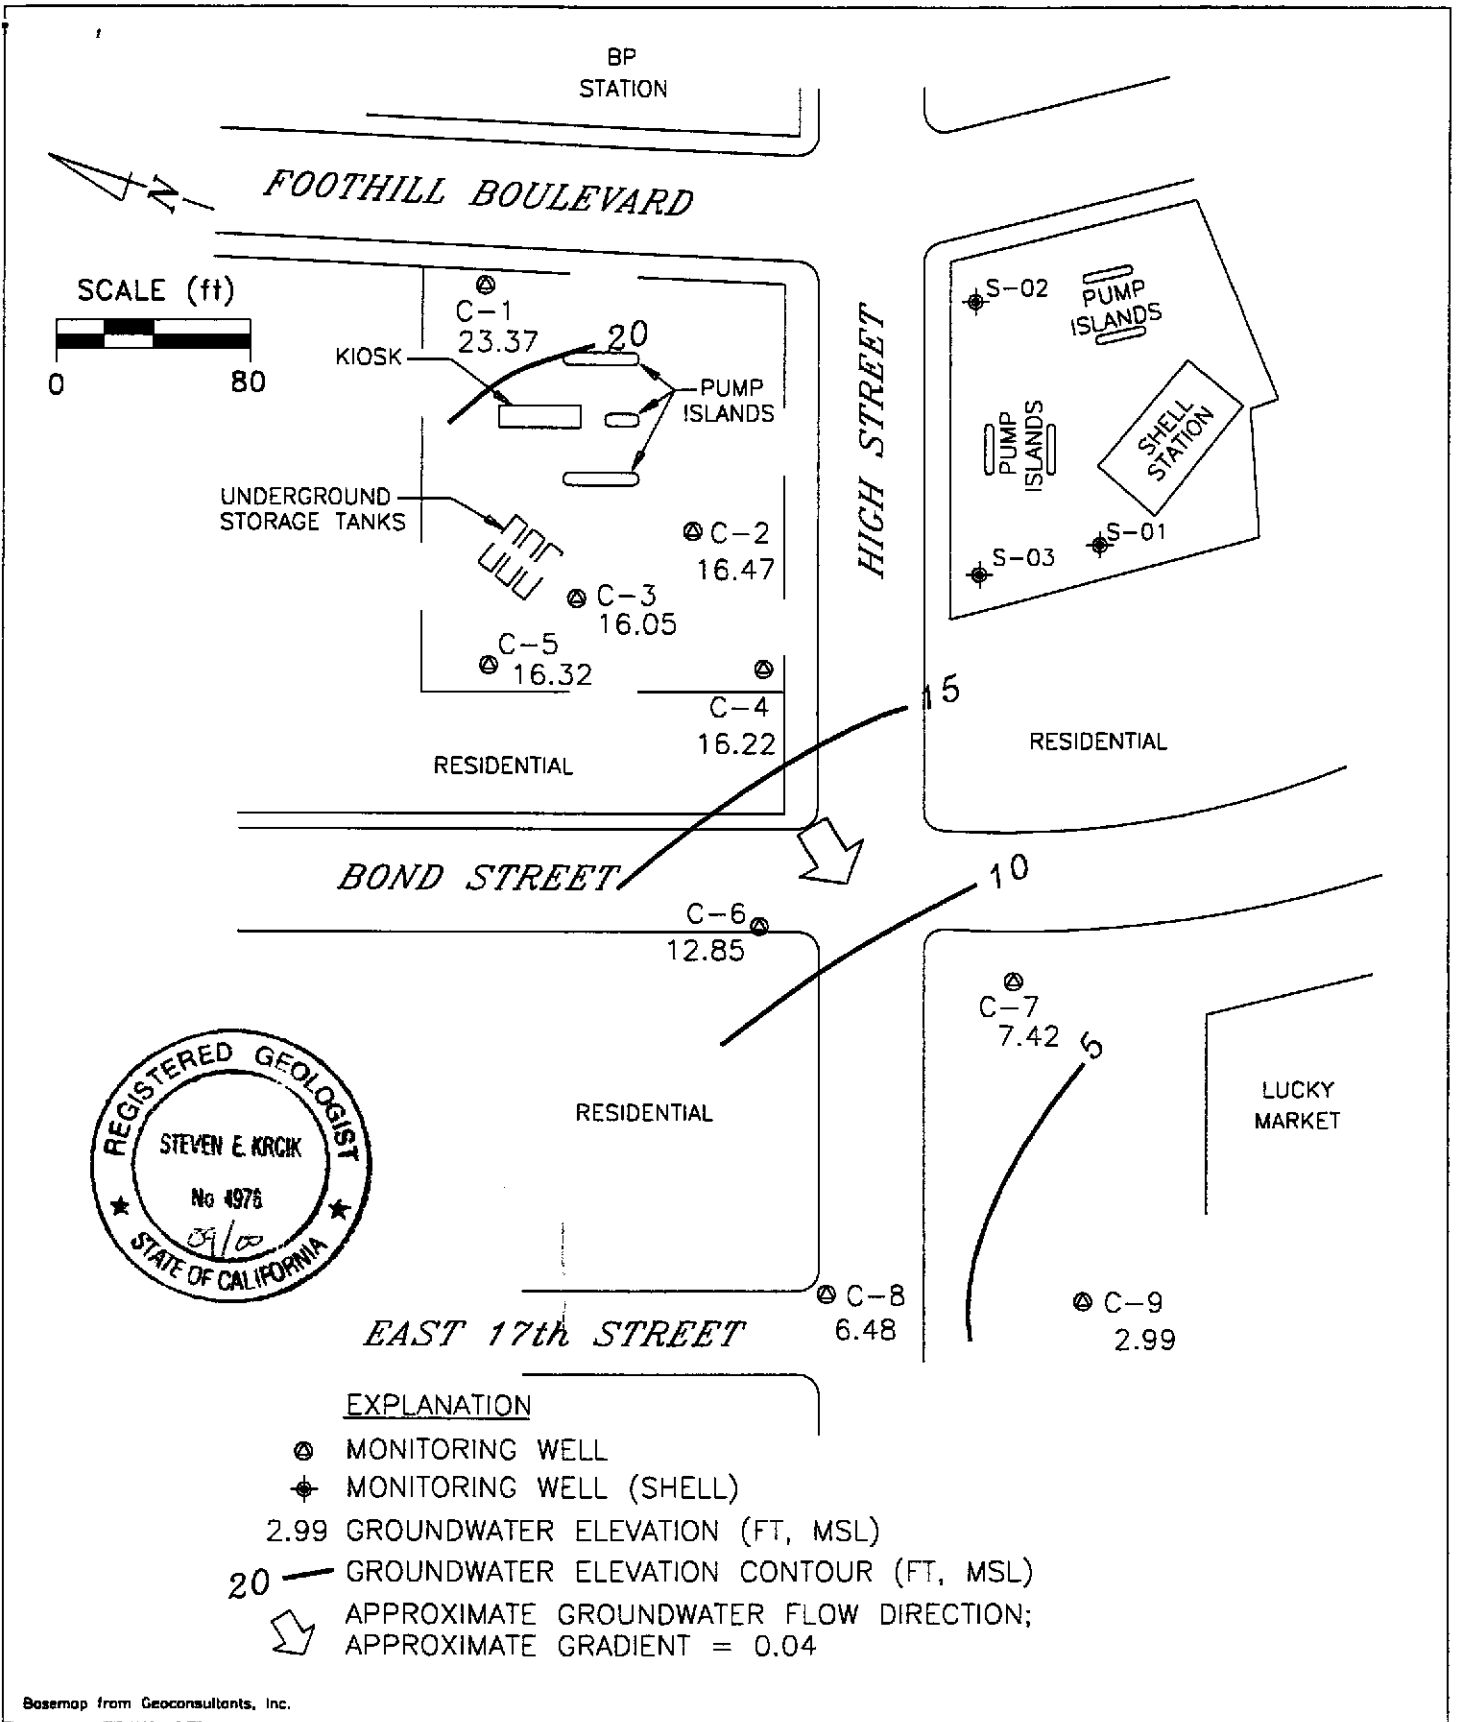 BP
STATION
N
FOOTHILL BOULEVARD
SCALE (ft)
0 80
C-1
23.37
20
KIOSK
PUMP
ISLANDS
UNDERGROUND
STORAGE TANKS
C-2
16.47
C-3
16.05
C-5
16.32
C-4
16.22
RESIDENTIAL
HIGH STREET
S-02
PUMP
ISLANDS
PUMP
ISLANDS
SHELL
STATION
S-01
S-03
15
RESIDENTIAL
BOND STREET
10
C-6
12.85
C-7
7.42
5
LUCKY
MARKET
RESIDENTIAL
REGISTERED GEOLOGIST
STEVEN E. KRCIK
No 4976
09/00
STATE OF CALIFORNIA
C-8
6.48
C-9
2.99
EAST 17th STREET
EXPLANATION
MONITORING WELL
MONITORING WELL (SHELL)
2.99 GROUNDWATER ELEVATION (FT, MSL)
20 GROUNDWATER ELEVATION CONTOUR (FT, MSL)
APPROXIMATE GROUNDWATER FLOW DIRECTION;
APPROXIMATE GRADIENT = 0.04
Basemap from Geoconsultants, Inc.